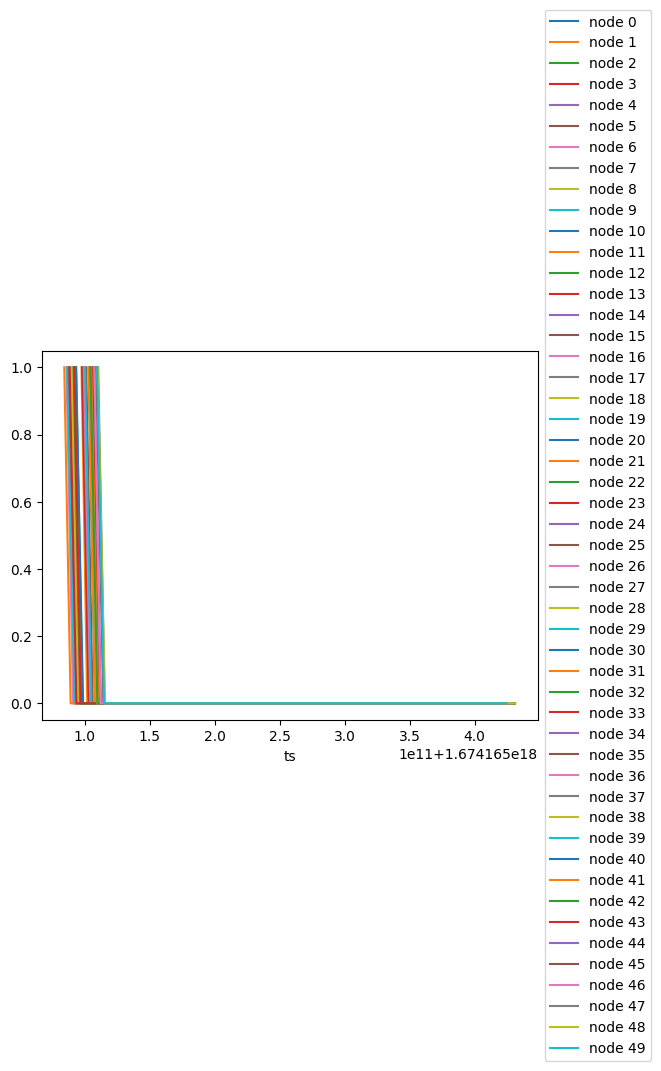 1.0
0.8
0.6
0.4
0.2
0.0
1.0
1.5
2.0
2.5
3.0
3.5
4.0
ts
1e11+1.674165e18
node 0
node 1
node 2
node 3
node 4
node 5
node 6
node 7
node 8
node 9
node 10
node 11
node 12
node 13
node 14
node 15
node 16
node 17
node 18
node 19
node 20
node 21
node 22
node 23
node 24
node 25
node 26
node 27
node 28
node 29
node 30
node 31
node 32
node 33
node 34
node 35
node 36
node 37
node 38
node 39
node 40
node 41
node 42
node 43
node 44
node 45
node 46
node 47
node 48
node 49